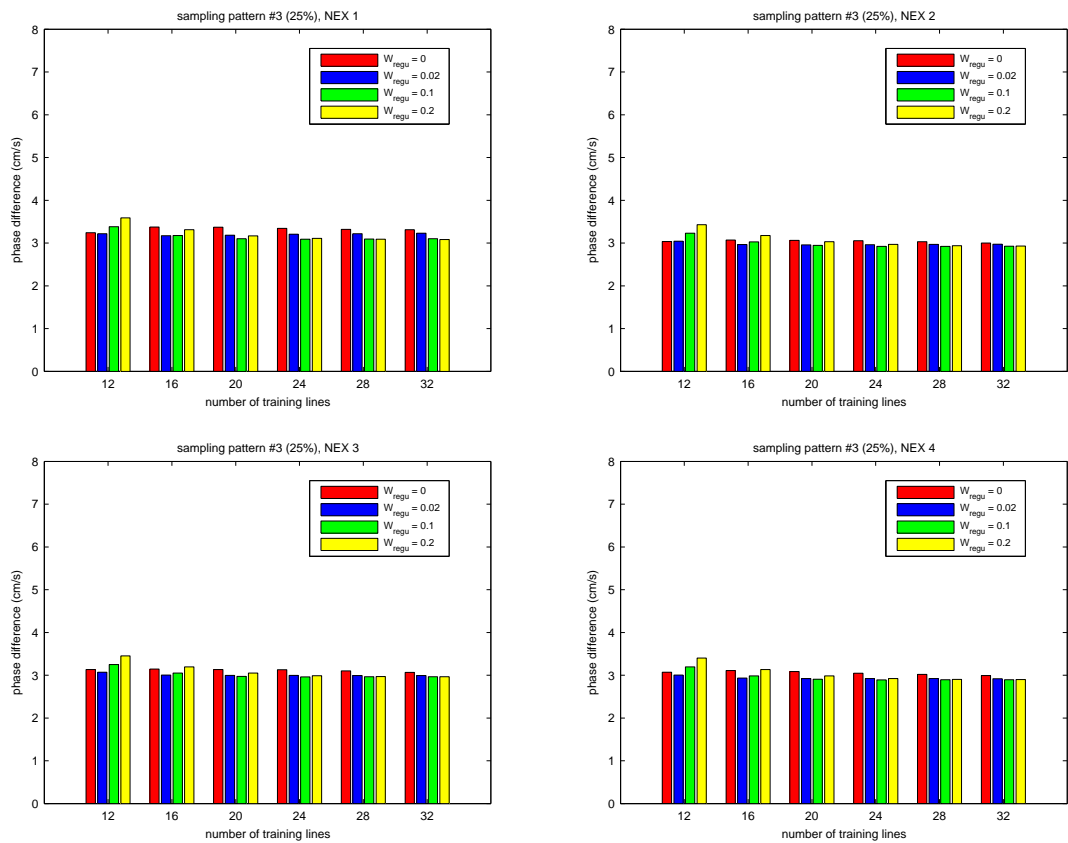 sampling pattern #3 (25%), NEX 1
8
7
6
5
4
3
2
1
0
phase difference (cm/s)
W_regu = 0
W_regu = 0.02
W_regu = 0.1
W_regu = 0.2
12 16 20 24 28 32
number of training lines
sampling pattern #3 (25%), NEX 2
8
7
6
5
4
3
2
1
0
phase difference (cm/s)
W_regu = 0
W_regu = 0.02
W_regu = 0.1
W_regu = 0.2
12 16 20 24 28 32
number of training lines
sampling pattern #3 (25%), NEX 3
8
7
6
5
4
3
2
1
0
phase difference (cm/s)
W_regu = 0
W_regu = 0.02
W_regu = 0.1
W_regu = 0.2
12 16 20 24 28 32
number of training lines
sampling pattern #3 (25%), NEX 4
8
7
6
5
4
3
2
1
0
phase difference (cm/s)
W_regu = 0
W_regu = 0.02
W_regu = 0.1
W_regu = 0.2
12 16 20 24 28 32
number of training lines